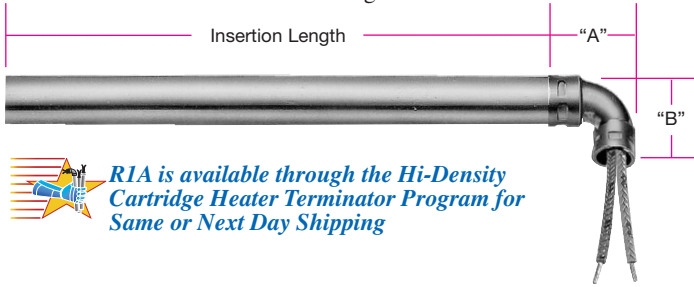 Insertion Length
“A”
“B”
R1A is available through the Hi-Density
Cartridge Heater Terminator Program for
Same or Next Day Shipping